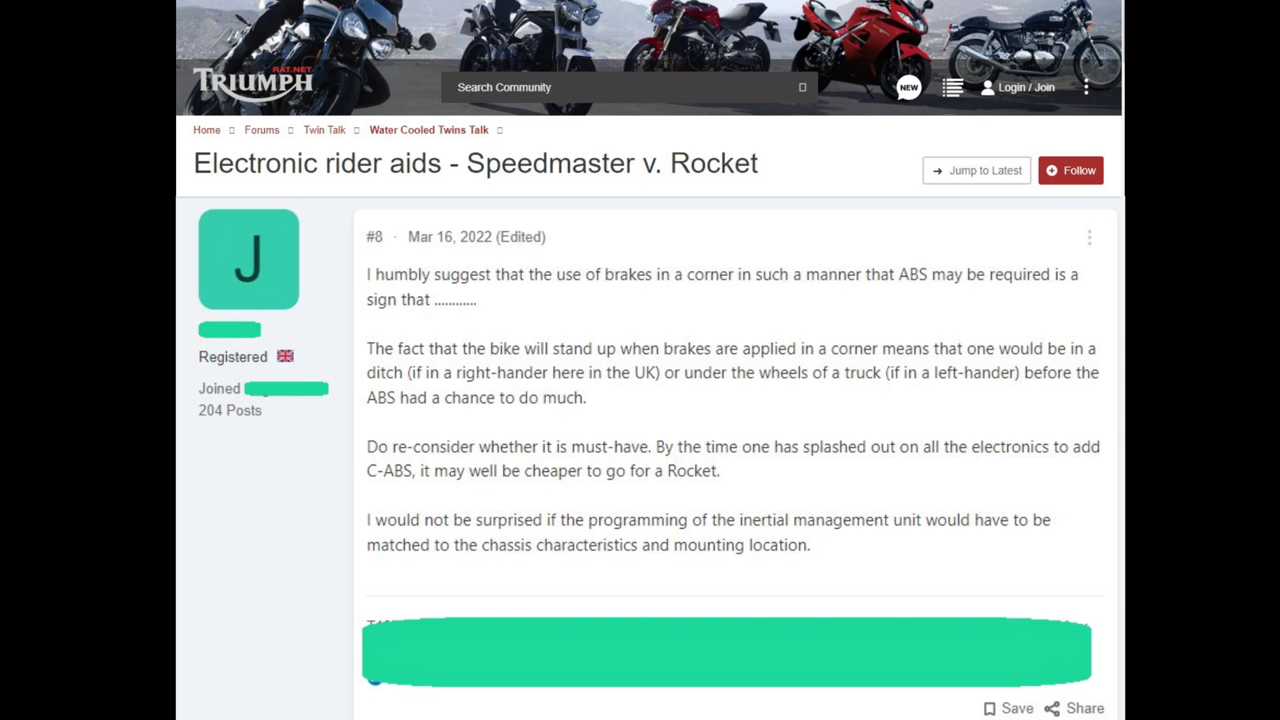 RAT.NET
TRIUMPH
Search Community
NEW
Login / Join
Home Forums Twin Talk Water Cooled Twins Talk
Electronic rider aids - Speedmaster v. Rocket
Jump to Latest
Follow
J
#8 · Mar 16, 2022 (Edited)
I humbly suggest that the use of brakes in a corner in such a manner that ABS may be required is a
sign that ............
The fact that the bike will stand up when brakes are applied in a corner means that one would be in a
ditch (if in a right-hander here in the UK) or under the wheels of a truck (if in a left-hander) before the
ABS had a chance to do much.
Do re-consider whether it is must-have. By the time one has splashed out on all the electronics to add
C-ABS, it may well be cheaper to go for a Rocket.
I would not be surprised if the programming of the inertial management unit would have to be
matched to the chassis characteristics and mounting location.
Registered
Joined
204 Posts
Save
Share